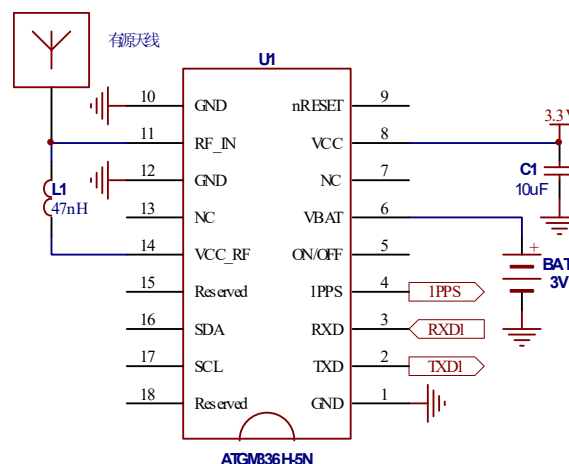 有源天线
U1
10 GND nRESET 9
11 RF_IN VCC 8
3.3V
12 GND NC 7
C1
10uF
L1
47nH
13 NC VBAT 6
14 VCC_RF ON/OFF 5
+
BAT
3V
15 Reserved 1PPS 4 1PPS
16 SDA RXD 3 RXD1
17 SCL TXD 2 TXD1
18 Reserved GND 1
ATGM336H-5N